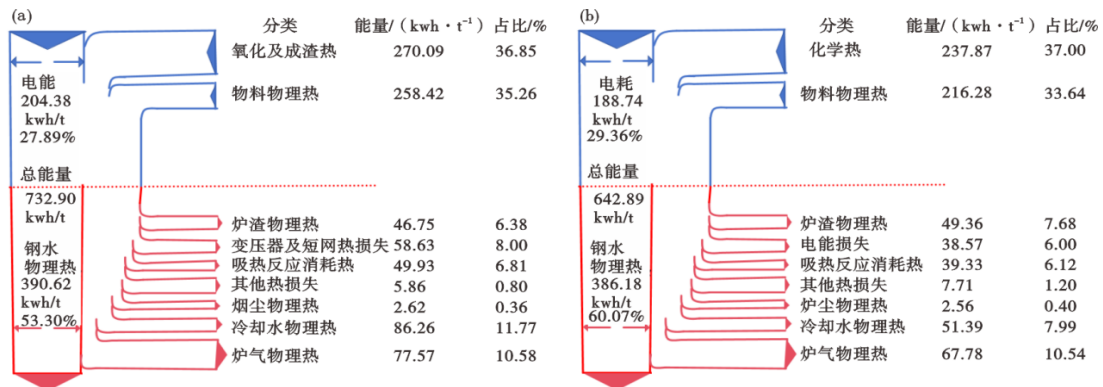 (a)
分类 能量/（kwh·t⁻¹） 占比/%
氧化及成渣热 270.09 36.85
电能
204.38
kwh/t
27.89%
物料物理热 258.42 35.26
总能量
732.90
kwh/t
钢水
物理热
390.62
kwh/t
53.30%
炉渣物理热 46.75 6.38
变压器及短网热损失 58.63 8.00
吸热反应消耗热 49.93 6.81
其他热损失 5.86 0.80
烟尘物理热 2.62 0.36
冷却水物理热 86.26 11.77
炉气物理热 77.57 10.58
(b)
分类 能量/（kwh·t⁻¹） 占比/%
化学热 237.87 37.00
电耗
188.74
kwh/t
29.36%
物料物理热 216.28 33.64
总能量
642.89
kwh/t
钢水
物理热
386.18
kwh/t
60.07%
炉渣物理热 49.36 7.68
电能损失 38.57 6.00
吸热反应消耗热 39.33 6.12
其他热损失 7.71 1.20
炉尘物理热 2.56 0.40
冷却水物理热 51.39 7.99
炉气物理热 67.78 10.54